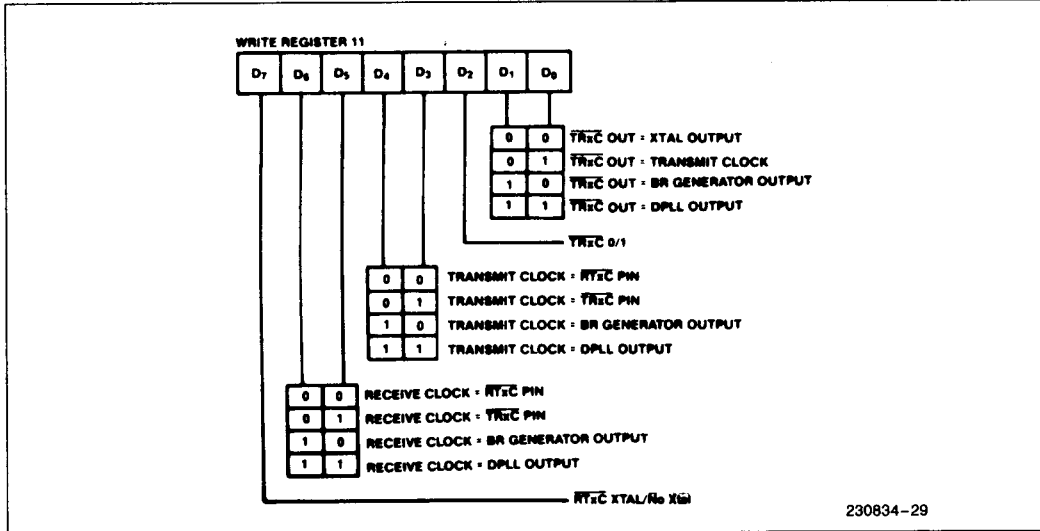 WRITE REGISTER 11
D7 D6 D5 D4 D3 D2 D1 D0
0 0 TRxC OUT = XTAL OUTPUT
0 1 TRxC OUT = TRANSMIT CLOCK
1 0 TRxC OUT = BR GENERATOR OUTPUT
1 1 TRxC OUT = DPLL OUTPUT
TRxC 0/1
0 0 TRANSMIT CLOCK = RTxC PIN
0 1 TRANSMIT CLOCK = TRxC PIN
1 0 TRANSMIT CLOCK = BR GENERATOR OUTPUT
1 1 TRANSMIT CLOCK = DPLL OUTPUT
0 0 RECEIVE CLOCK = RTxC PIN
0 1 RECEIVE CLOCK = TRxC PIN
1 0 RECEIVE CLOCK = BR GENERATOR OUTPUT
1 1 RECEIVE CLOCK = DPLL OUTPUT
RTxC XTAL/No Xtal
230834-29